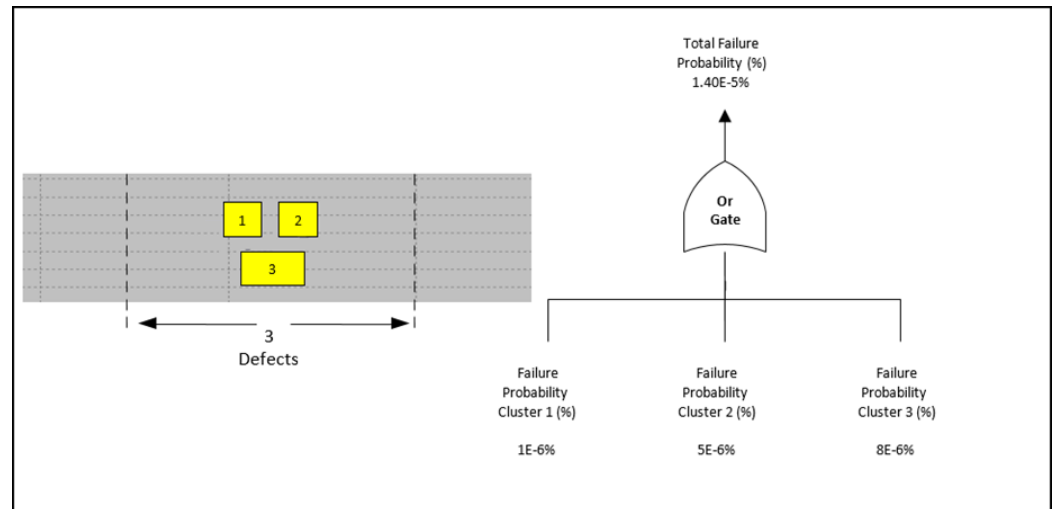 1
2
3
3
Defects
Total Failure
Probability (%)
1.40E-5%
Or
Gate
Failure
Probability
Cluster 1 (%)
1E-6%
Failure
Probability
Cluster 2 (%)
5E-6%
Failure
Probability
Cluster 3 (%)
8E-6%